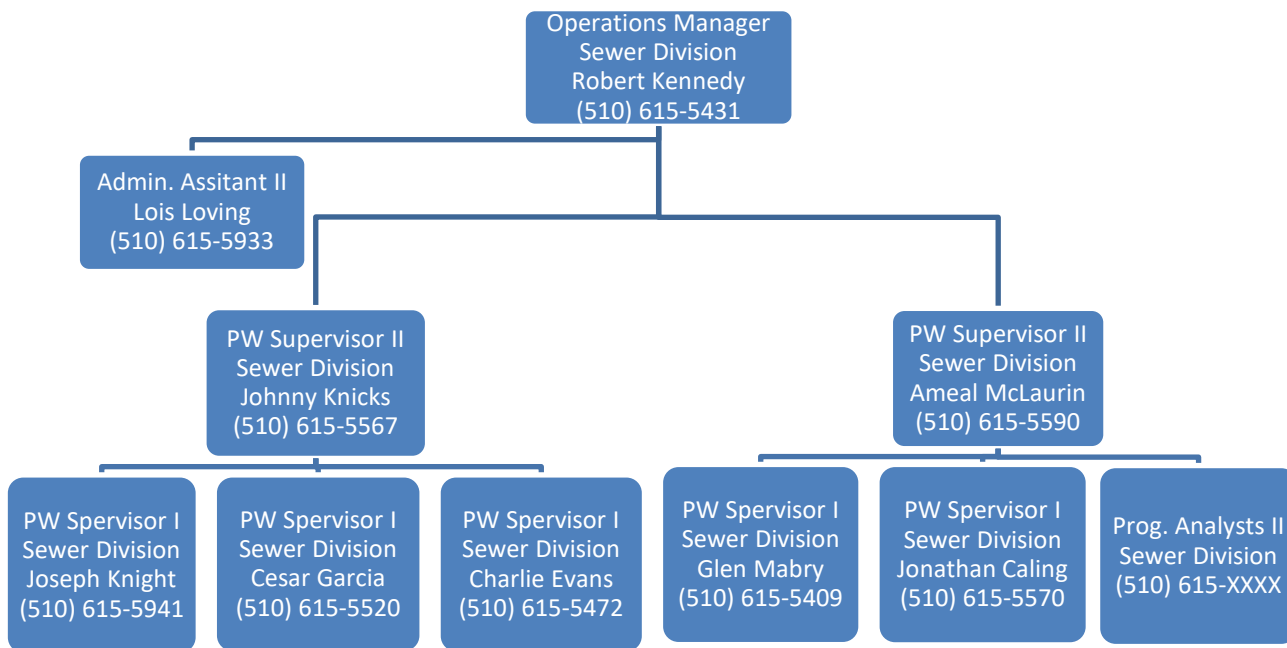 Operations Manager
Sewer Division
Robert Kennedy
(510) 615-5431
Admin. Assitant II
Lois Loving
(510) 615-5933
PW Supervisor II
Sewer Division
Johnny Knicks
(510) 615-5567
PW Supervisor II
Sewer Division
Ameal McLaurin
(510) 615-5590
PW Spervisor I
Sewer Division
Joseph Knight
(510) 615-5941
PW Spervisor I
Sewer Division
Cesar Garcia
(510) 615-5520
PW Spervisor I
Sewer Division
Charlie Evans
(510) 615-5472
PW Spervisor I
Sewer Division
Glen Mabry
(510) 615-5409
PW Spervisor I
Sewer Division
Jonathan Caling
(510) 615-5570
Prog. Analysts II
Sewer Division
(510) 615-XXXX